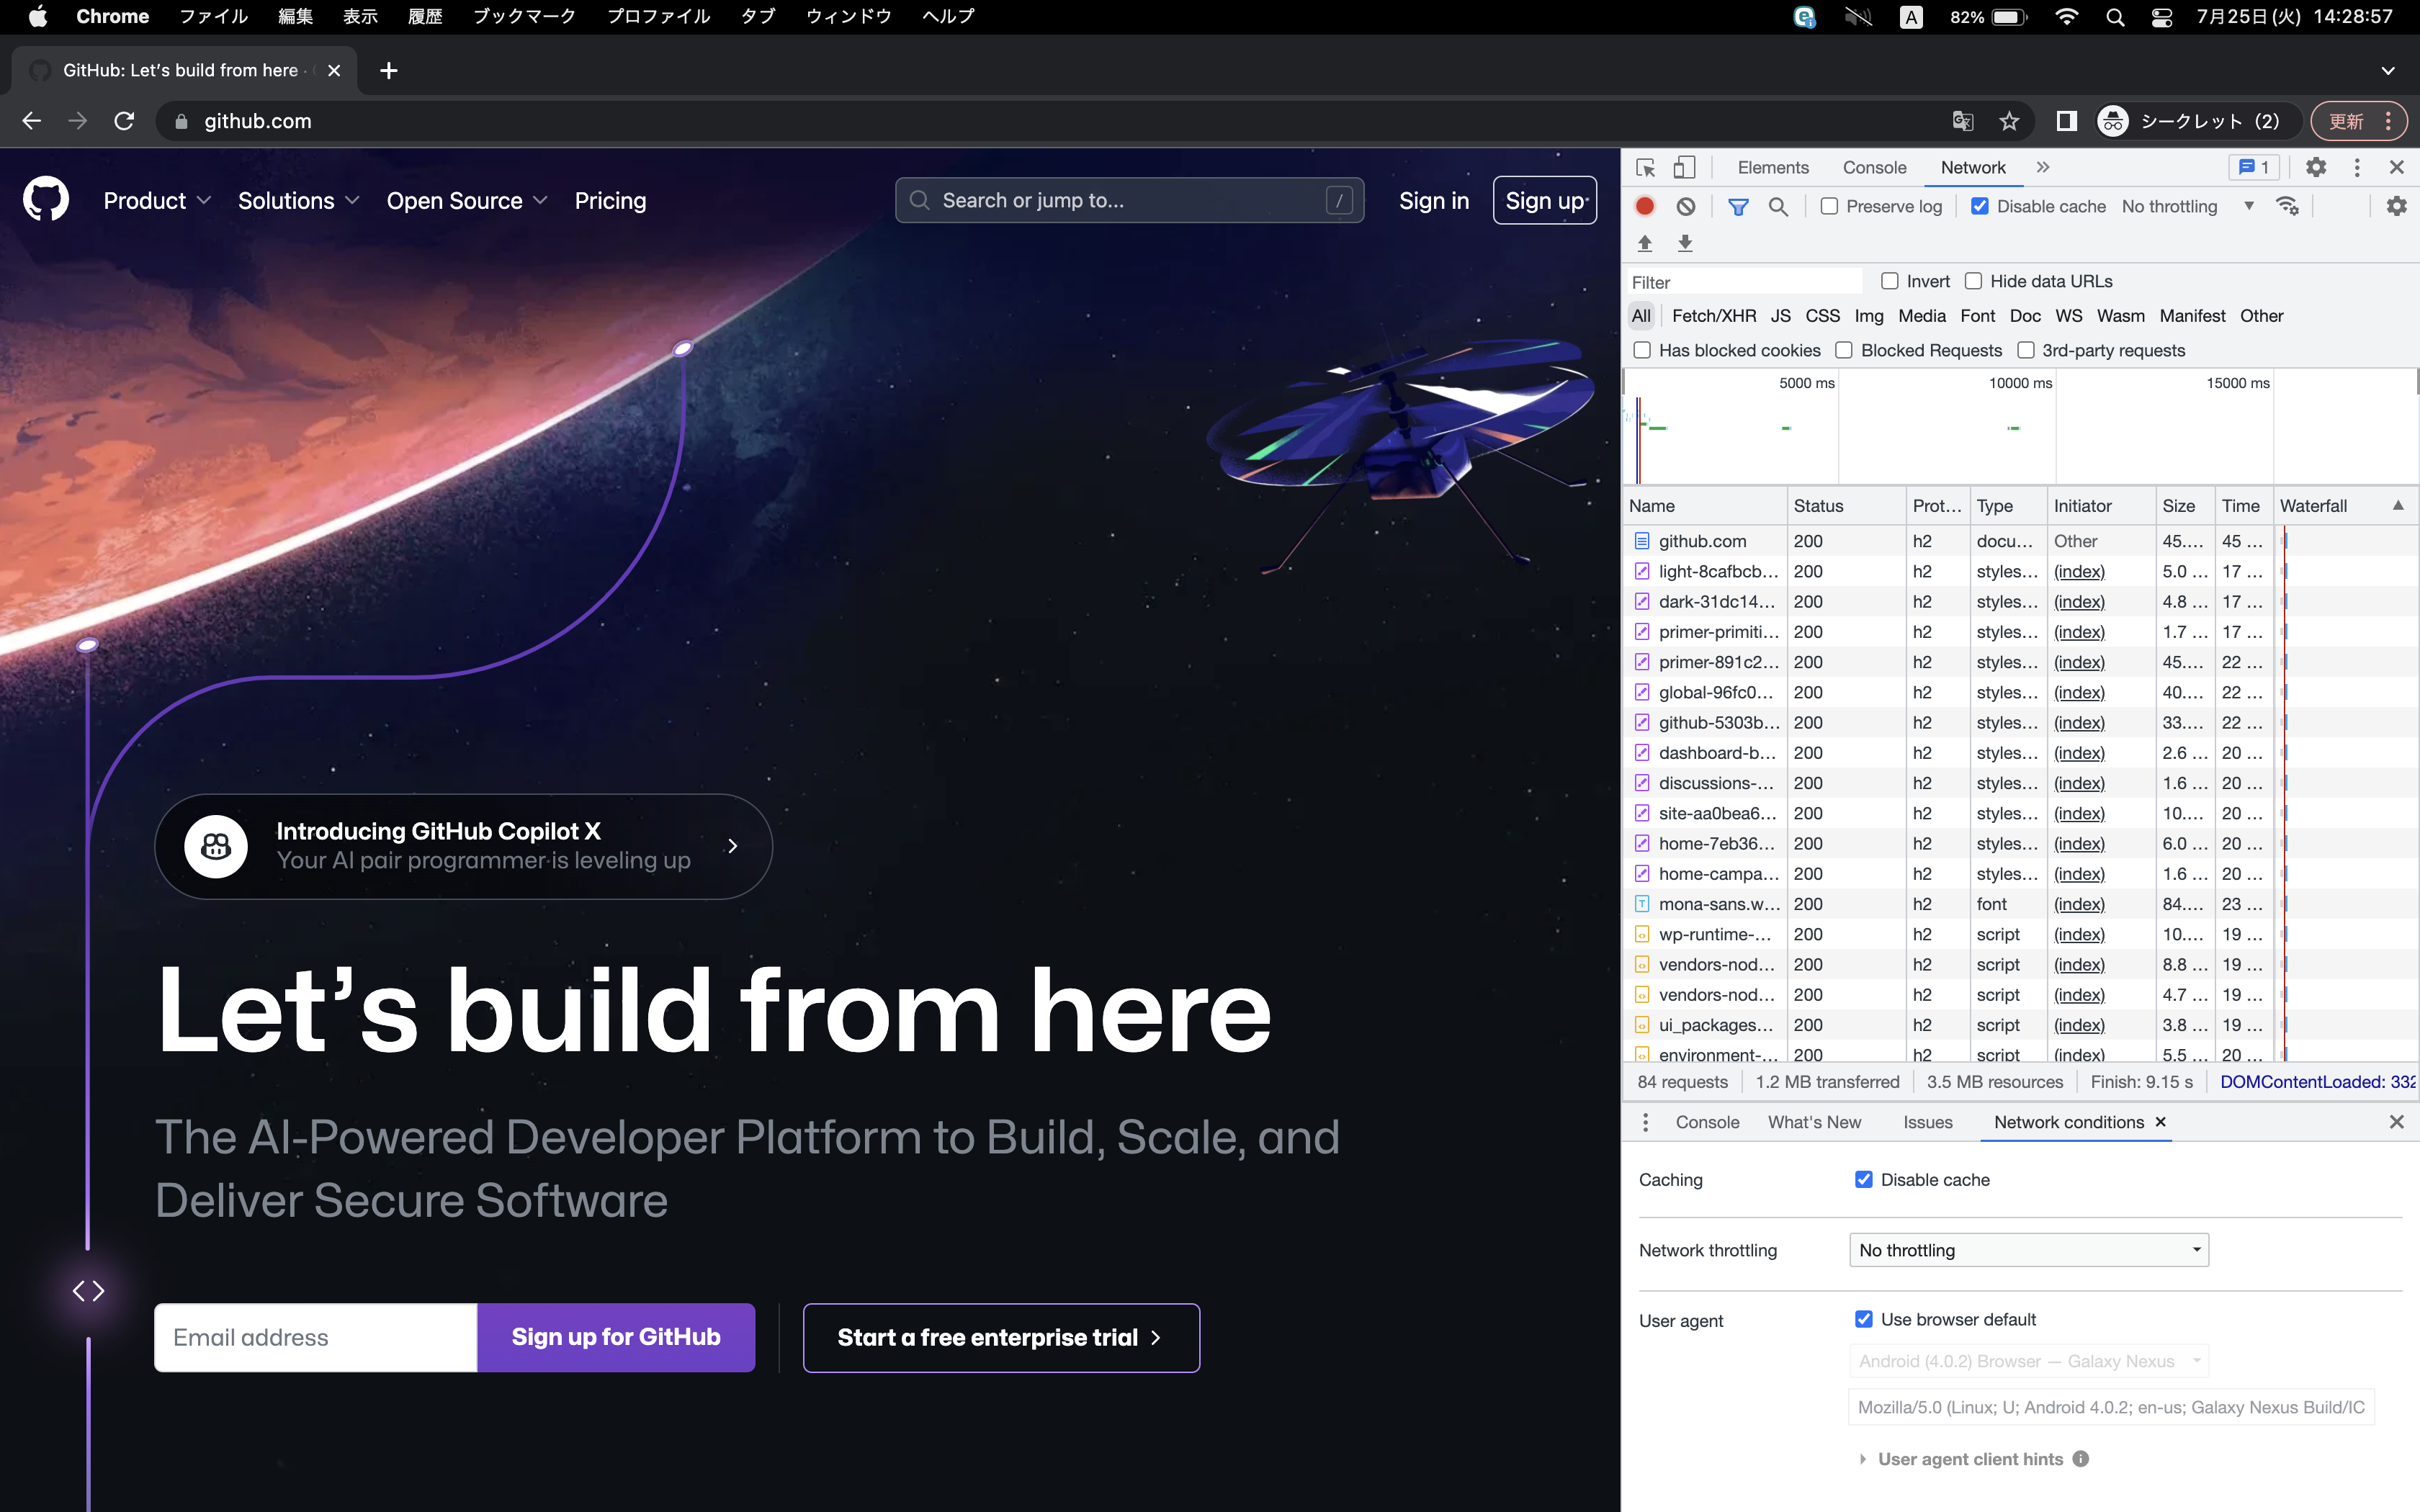 Chrome ファイル 編集 表示 履歴 ブックマーク プロファイル タブ ウィンドウ ヘルプ A 82% 7月25日(火) 14:28:57
GitHub: Let's build from here ·
github.com シークレット (2) 更新
Product Solutions Open Source Pricing Search or jump to... / Sign in Sign up
Introducing GitHub Copilot X
Your AI pair programmer is leveling up
Let's build from here
The AI-Powered Developer Platform to Build, Scale, and
Deliver Secure Software
Email address Sign up for GitHub Start a free enterprise trial
Elements Console Network 1
Preserve log Disable cache No throttling
Filter Invert Hide data URLs
All Fetch/XHR JS CSS Img Media Font Doc WS Wasm Manifest Other
Has blocked cookies Blocked Requests 3rd-party requests
5000 ms 10000 ms 15000 ms
Name Status Prot... Type Initiator Size Time Waterfall
github.com 200 h2 docu... Other 45.... 45 ...
light-8cafbcb... 200 h2 styles... (index) 5.0 ... 17 ...
dark-31dc14... 200 h2 styles... (index) 4.8 ... 17 ...
primer-primiti... 200 h2 styles... (index) 1.7 ... 17 ...
primer-891c2... 200 h2 styles... (index) 45.... 22 ...
global-96fc0... 200 h2 styles... (index) 40.... 22 ...
github-5303b... 200 h2 styles... (index) 33.... 22 ...
dashboard-b... 200 h2 styles... (index) 2.6 ... 20 ...
discussions-... 200 h2 styles... (index) 1.6 ... 20 ...
site-aa0bea6... 200 h2 styles... (index) 10.... 20 ...
home-7eb36... 200 h2 styles... (index) 6.0 ... 20 ...
home-campa... 200 h2 styles... (index) 1.6 ... 20 ...
mona-sans.w... 200 h2 font (index) 84.... 23 ...
wp-runtime-... 200 h2 script (index) 10.... 19 ...
vendors-nod... 200 h2 script (index) 8.8 ... 19 ...
vendors-nod... 200 h2 script (index) 4.7 ... 19 ...
ui_packages... 200 h2 script (index) 3.8 ... 19 ...
environment-... 200 h2 script (index) 5.5 ... 20 ...
84 requests 1.2 MB transferred 3.5 MB resources Finish: 9.15 s DOMContentLoaded: 332
Console What's New Issues Network conditions
Caching Disable cache
Network throttling No throttling
User agent Use browser default
Android (4.0.2) Browser — Galaxy Nexus
Mozilla/5.0 (Linux; U; Android 4.0.2; en-us; Galaxy Nexus Build/IC
User agent client hints